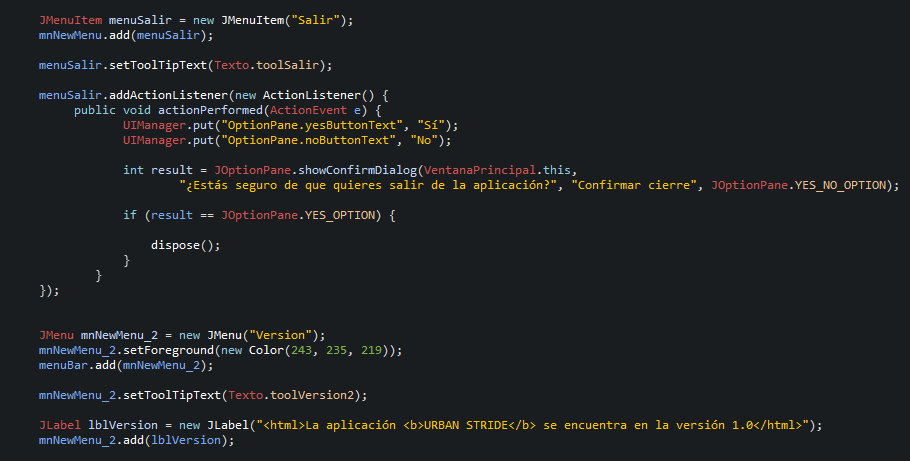 JMenuItem menuSalir = new JMenuItem("Salir");
mnNewMenu.add(menuSalir);
menuSalir.setToolTipText(Texto.toolSalir);
menuSalir.addActionListener(new ActionListener() {
public void actionPerformed(ActionEvent e) {
UIManager.put("OptionPane.yesButtonText", "Sí");
UIManager.put("OptionPane.noButtonText", "No");
int result = JOptionPane.showConfirmDialog(VentanaPrincipal.this,
"¿Estás seguro de que quieres salir de la aplicación?", "Confirmar cierre", JOptionPane.YES_NO_OPTION);
if (result == JOptionPane.YES_OPTION) {
dispose();
}
}
});
JMenu mnNewMenu_2 = new JMenu("Version");
mnNewMenu_2.setForeground(new Color(243, 235, 219));
menuBar.add(mnNewMenu_2);
mnNewMenu_2.setToolTipText(Texto.toolVersion2);
JLabel lblVersion = new JLabel("<html>La aplicación <b>URBAN STRIDE</b> se encuentra en la versión 1.0</html>");
mnNewMenu_2.add(lblVersion);